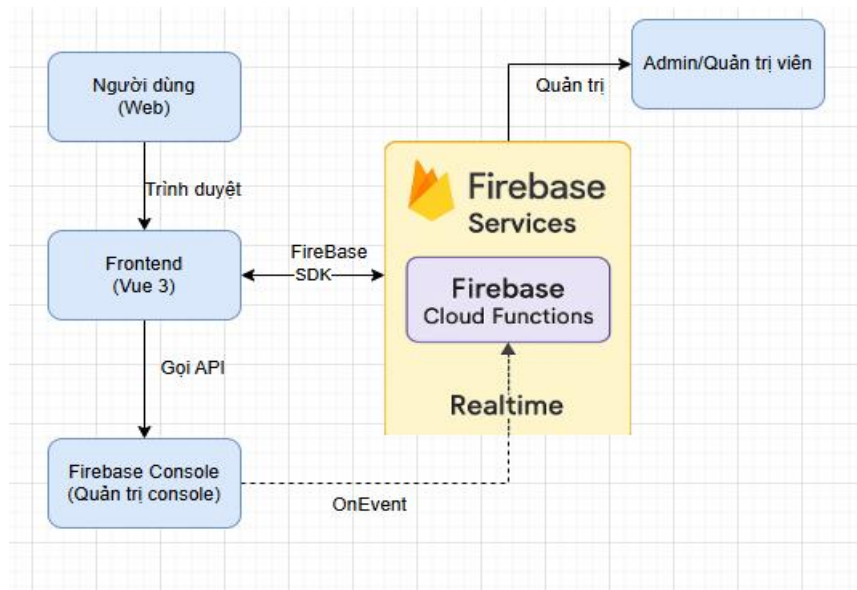 Người dùng
(Web)
Trình duyệt
Frontend
(Vue 3)
Gọi API
Firebase Console
(Quản trị console)
OnEvent
FireBase
SDK
Firebase
Services
Firebase
Cloud Functions
Realtime
Quản trị
Admin/Quản trị viên